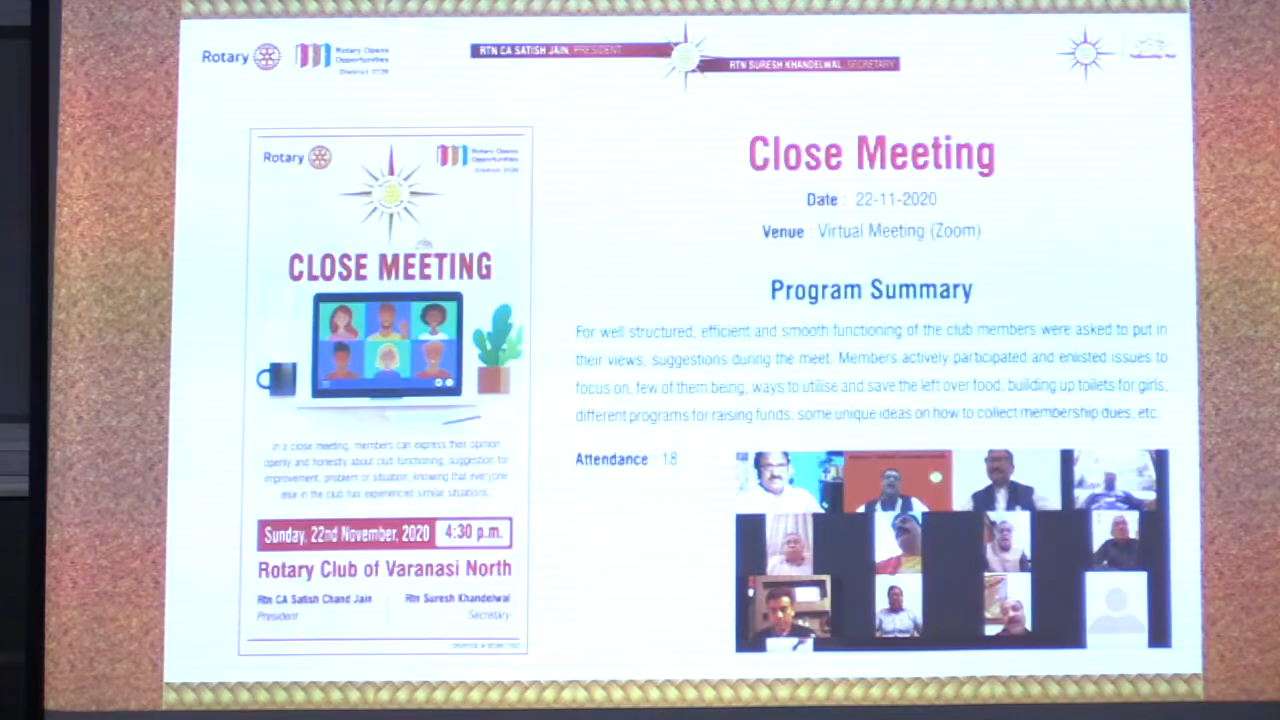 Rotary
Rotary Opens
Opportunities
RTN CA SATISH JAIN, PRESIDENT
RTN SURESH KHANDELWAL, SECRETARY
Rotary
Rotary Opens
Opportunities
CLOSE MEETING
In a close meeting, members can express their opinion
openly and honestly about club functioning, suggestion for
improvement, problem or situation, knowing that everyone
else in the club has experienced similar situations.
Sunday, 22nd November, 2020 4:30 p.m.
Rotary Club of Varanasi North
Rtn CA Satish Chand Jain
President
Rtn Suresh Khandelwal
Secretary
Close Meeting
Date : 22-11-2020
Venue : Virtual Meeting (Zoom)
Program Summary
For well structured, efficient and smooth functioning of the club members were asked to put in
their views, suggestions during the meet. Members actively participated and enlisted issues to
focus on, few of them being, ways to utilise and save the left over food, building up toilets for girls,
different programs for raising funds, some unique ideas on how to collect membership dues, etc.
Attendance : 18